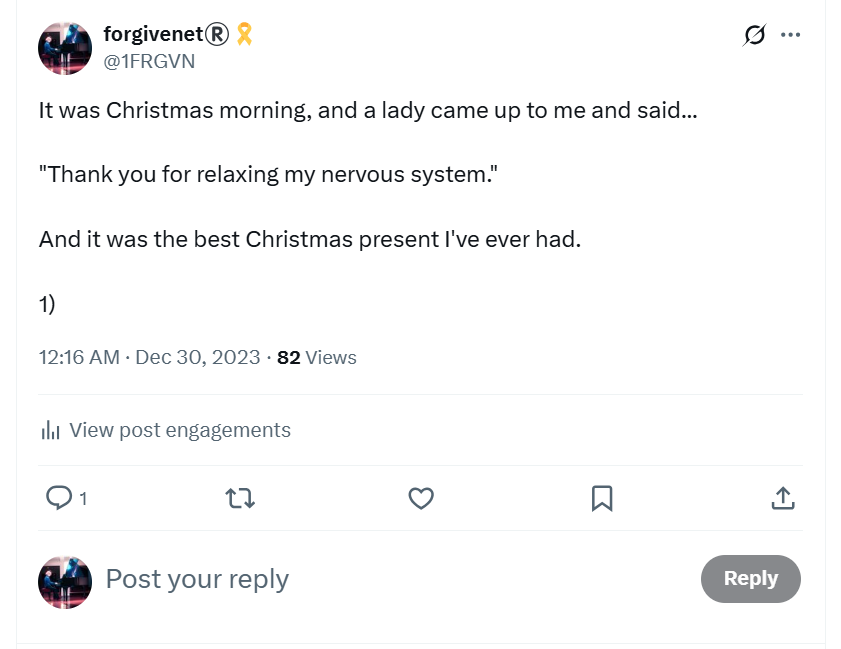 forgivenet®️ 🎗️
@1FRGVN
It was Christmas morning, and a lady came up to me and said...
"Thank you for relaxing my nervous system."
And it was the best Christmas present I've ever had.
1)
12:16 AM · Dec 30, 2023 · 82 Views
View post engagements
1
Post your reply
Reply